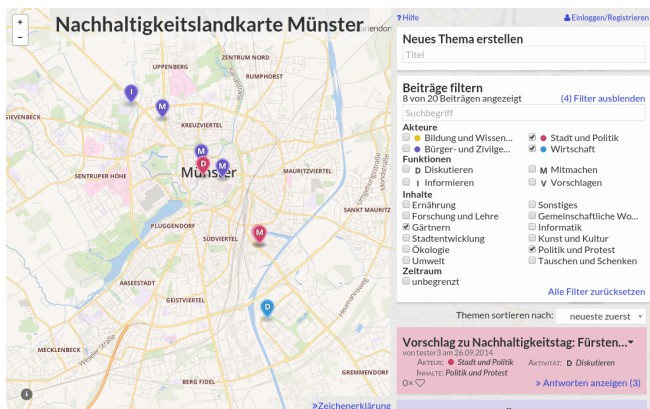 +
−
Nachhaltigkeitslandkarte Münster
ZENTRUM NORD
UPPENBERG
RUMPHORST
GIEVENBECK
KREUZVIERTEL
SENTRUPER HÖHE
Münster
MAURITZVIERTEL
SANKT MAURITZ
PLUGGENDORF
SÜDVIERTEL
AASEESTADT
GEISTVIERTEL
MECKLENBECK
Weseler Straße
BERG FIDEL
GREMMENDORF
Umgehungsstraße
Heumannsweg
I
M
M
D
M
M
D
»Zeichenerklärung
?Hilfe
Einloggen/Registrieren
Neues Thema erstellen
Titel
Beiträge filtern
8 von 20 Beiträgen angezeigt
(4) Filter ausblenden
Suchbegriff
Akteure
Bildung und Wissen...
Stadt und Politik
Bürger- und Zivilge...
Wirtschaft
Funktionen
D Diskutieren
M Mitmachen
I Informieren
V Vorschlagen
Inhalte
Ernährung
Sonstiges
Forschung und Lehre
Gemeinschaftliche Wo...
Gärtnern
Informatik
Stadtentwicklung
Kunst und Kultur
Ökologie
Politik und Protest
Umwelt
Tauschen und Schenken
Zeitraum
unbegrenzt
Alle Filter zurücksetzen
Themen sortieren nach:
neueste zuerst
Vorschlag zu Nachhaltigkeitstag: Fürsten...
von tester3 am 26.09.2014
Akteur: Stadt und Politik
Aktivität: D Diskutieren
Inhalte: Politik und Protest
0×
» Antworten anzeigen (3)